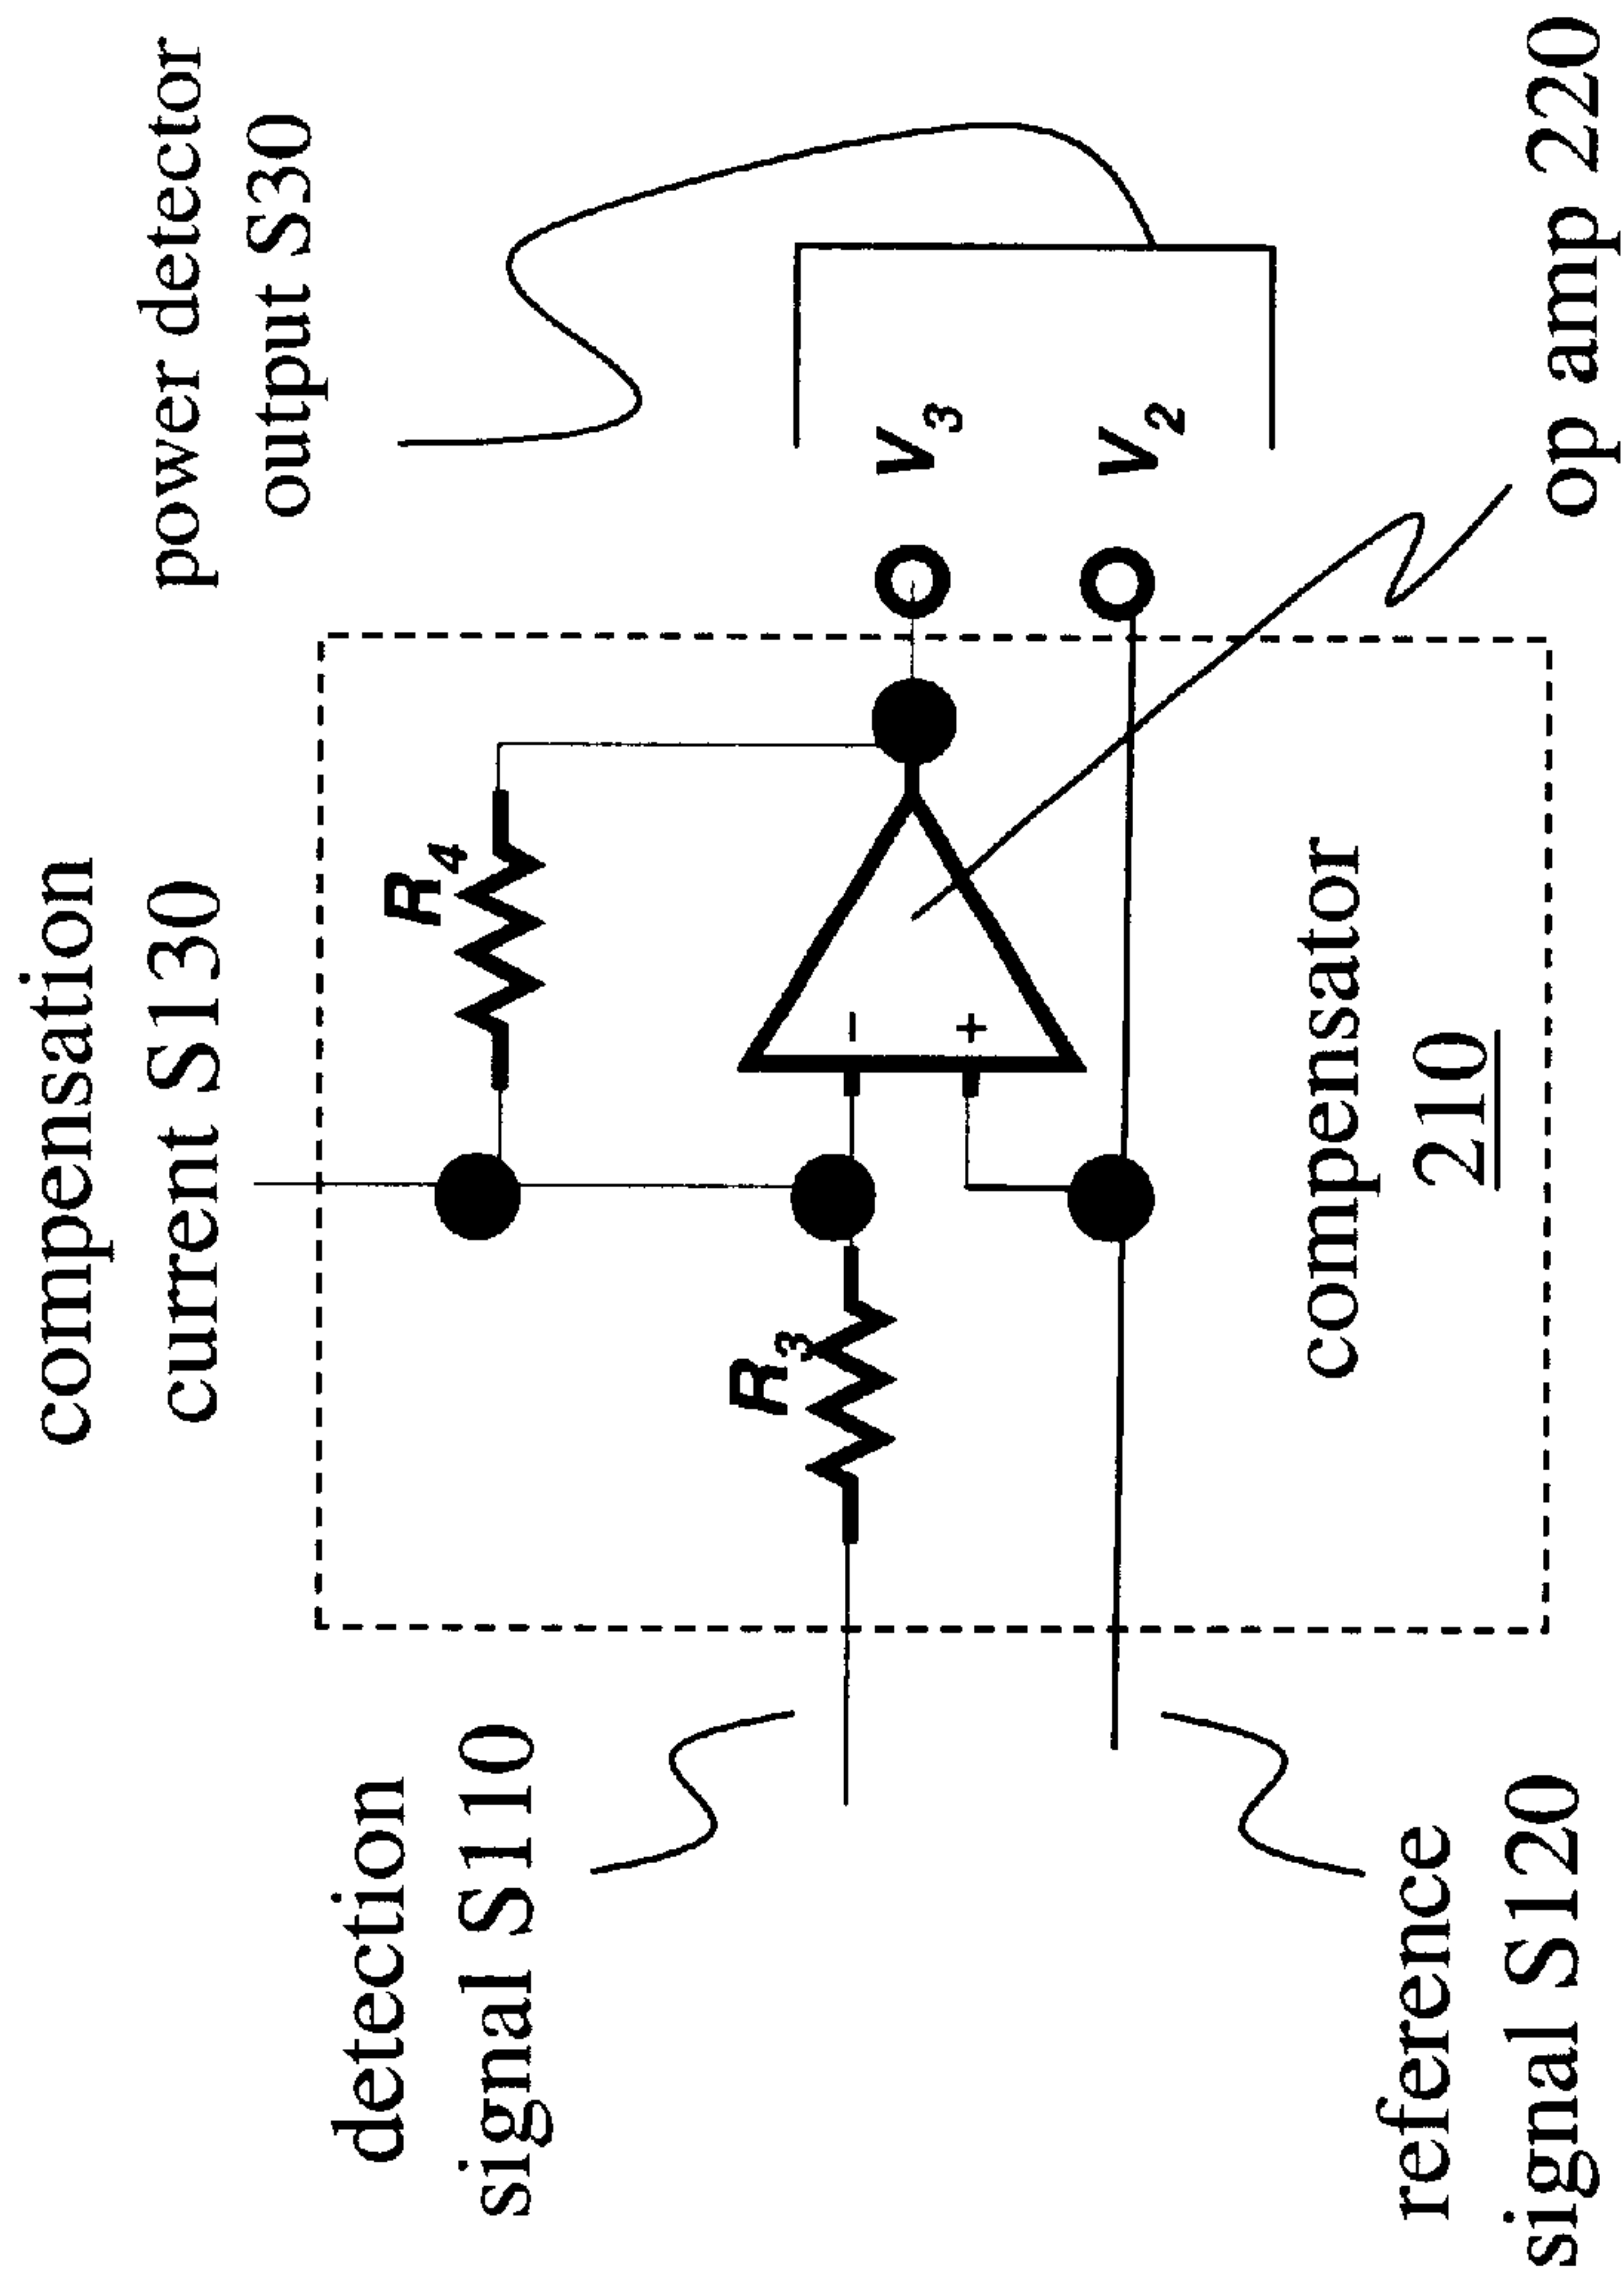 compensation
current S130
power detector
output S30
detection
signal S110
R4
R3
−
+
V3
V2
reference
signal S120
compensator
210
op amp 220